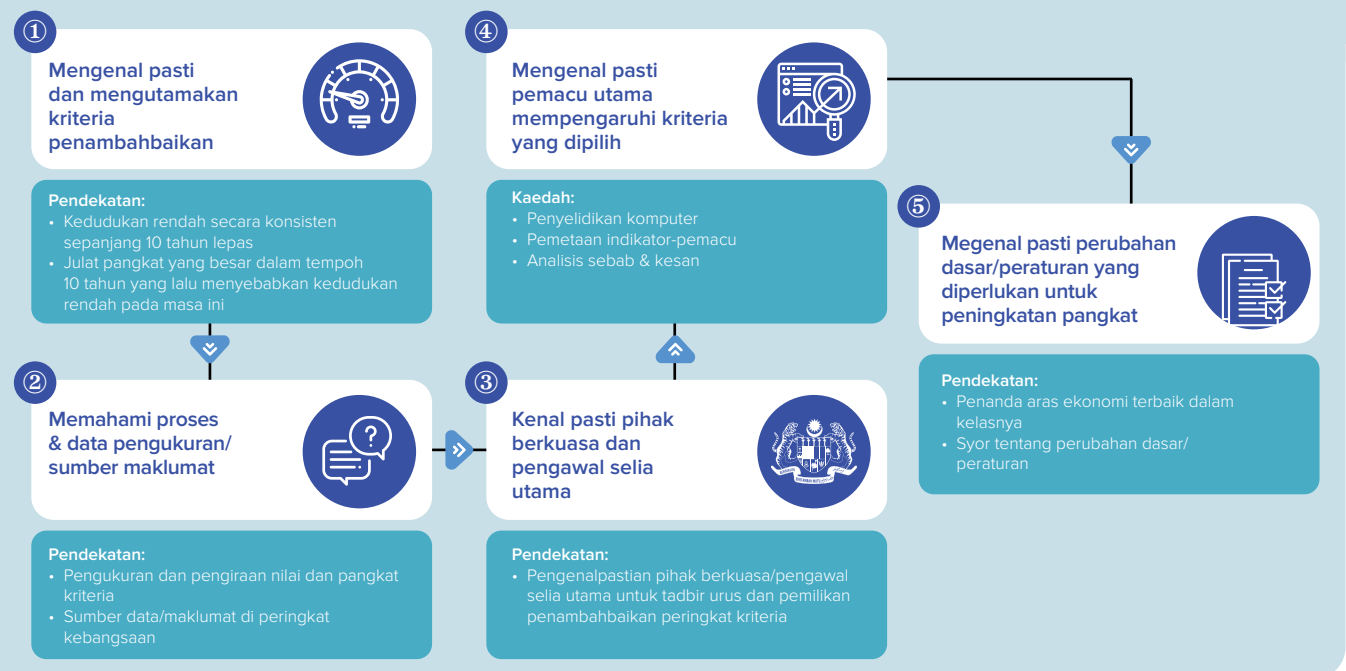 ①
Mengenal pasti
dan mengutamakan
kriteria
penambahbaikan
Pendekatan:
• Kedudukan rendah secara konsisten
sepanjang 10 tahun lepas
• Julat pangkat yang besar dalam tempoh
10 tahun yang lalu menyebabkan kedudukan
rendah pada masa ini
②
Memahami proses
& data pengukuran/
sumber maklumat
?
Pendekatan:
• Pengukuran dan pengiraan nilai dan pangkat
kriteria
• Sumber data/maklumat di peringkat
kebangsaan
③
Kenal pasti pihak
berkuasa dan
pengawal selia
utama
Pendekatan:
• Pengenalpastian pihak berkuasa/pengawal
selia utama untuk tadbir urus dan pemilikan
penambahbaikan peringkat kriteria
④
Mengenal pasti
pemacu utama
mempengaruhi kriteria
yang dipilih
Kaedah:
• Penyelidikan komputer
• Pemetaan indikator-pemacu
• Analisis sebab & kesan
⑤
Megenal pasti perubahan
dasar/peraturan yang
diperlukan untuk
peningkatan pangkat
Pendekatan:
• Penanda aras ekonomi terbaik dalam
kelasnya
• Syor tentang perubahan dasar/
peraturan